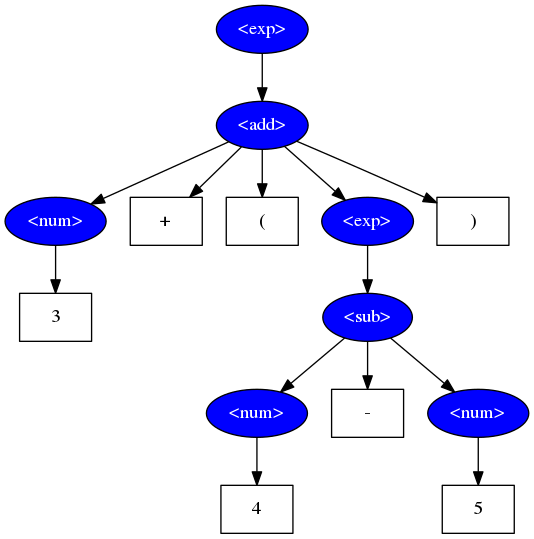 <exp>
<add>
<num> + ( <exp> )
3 <sub>
<num> - <num>
4 5